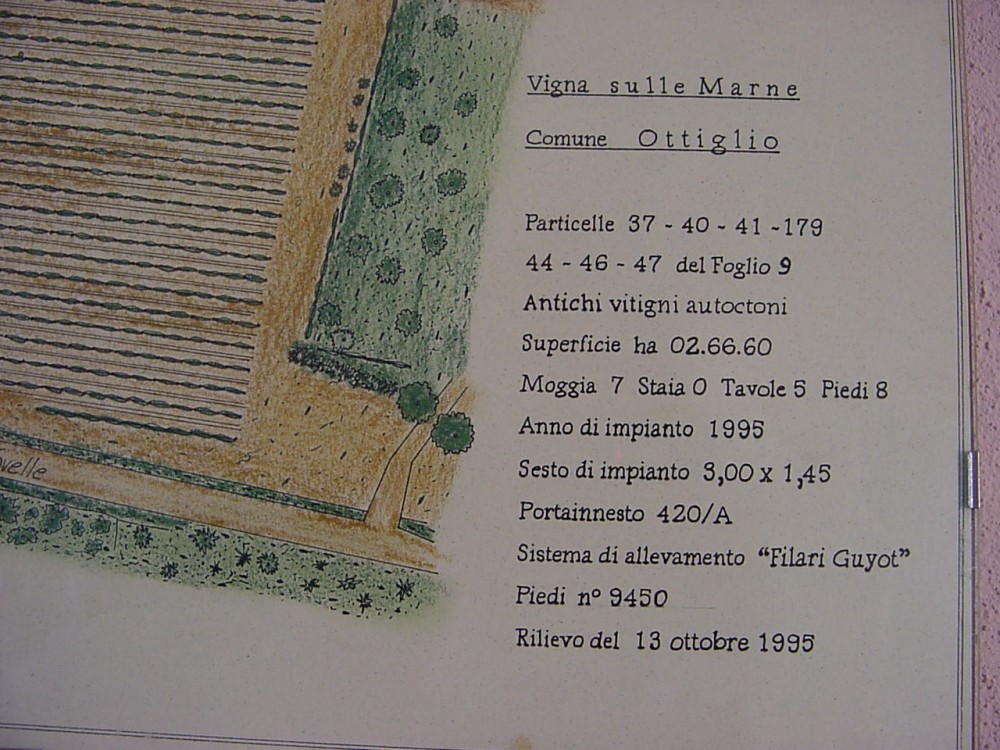 Vigna sulle Marne
Comune Ottiglio
Particelle 37 - 40 - 41 -179
44 - 46 - 47 del Foglio 9
Antichi vitigni autoctoni
Superficie ha 02.66.60
Moggia 7 Staia 0 Tavole 5 Piedi 8
Anno di impianto 1995
Sesto di impianto 3,00 x 1,45
Portainnesto 420/A
Sistema di allevamento “Filari Guyot”
Piedi n° 9450
Rilievo del 13 ottobre 1995